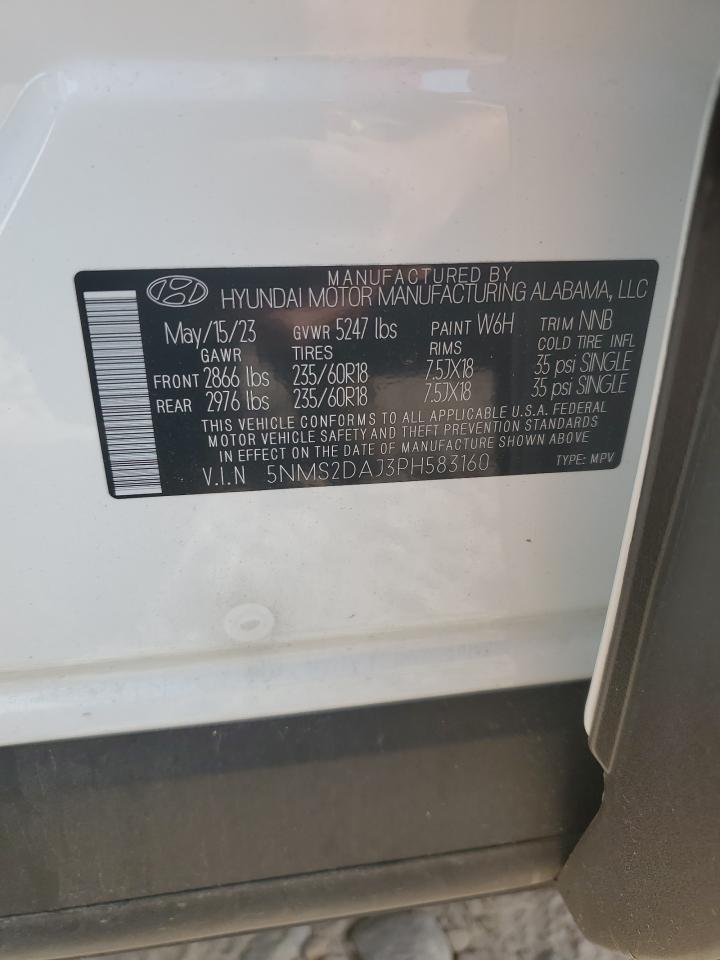 MANUFACTURED BY
HYUNDAI MOTOR MANUFACTURING ALABAMA, LLC
May/15/23 GVWR 5247 lbs PAINT W6H TRIM NNB
GAWR TIRES RIMS COLD TIRE INFL
FRONT 2866 lbs 235/60R18 7.5JX18 35 psi SINGLE
REAR 2976 lbs 235/60R18 7.5JX18 35 psi SINGLE
THIS VEHICLE CONFORMS TO ALL APPLICABLE U.S.A. FEDERAL
MOTOR VEHICLE SAFETY AND THEFT PREVENTION STANDARDS
IN EFFECT ON THE DATE OF MANUFACTURE SHOWN ABOVE.
V.I.N 5NMS2DAJ3PH583160 TYPE: MPV